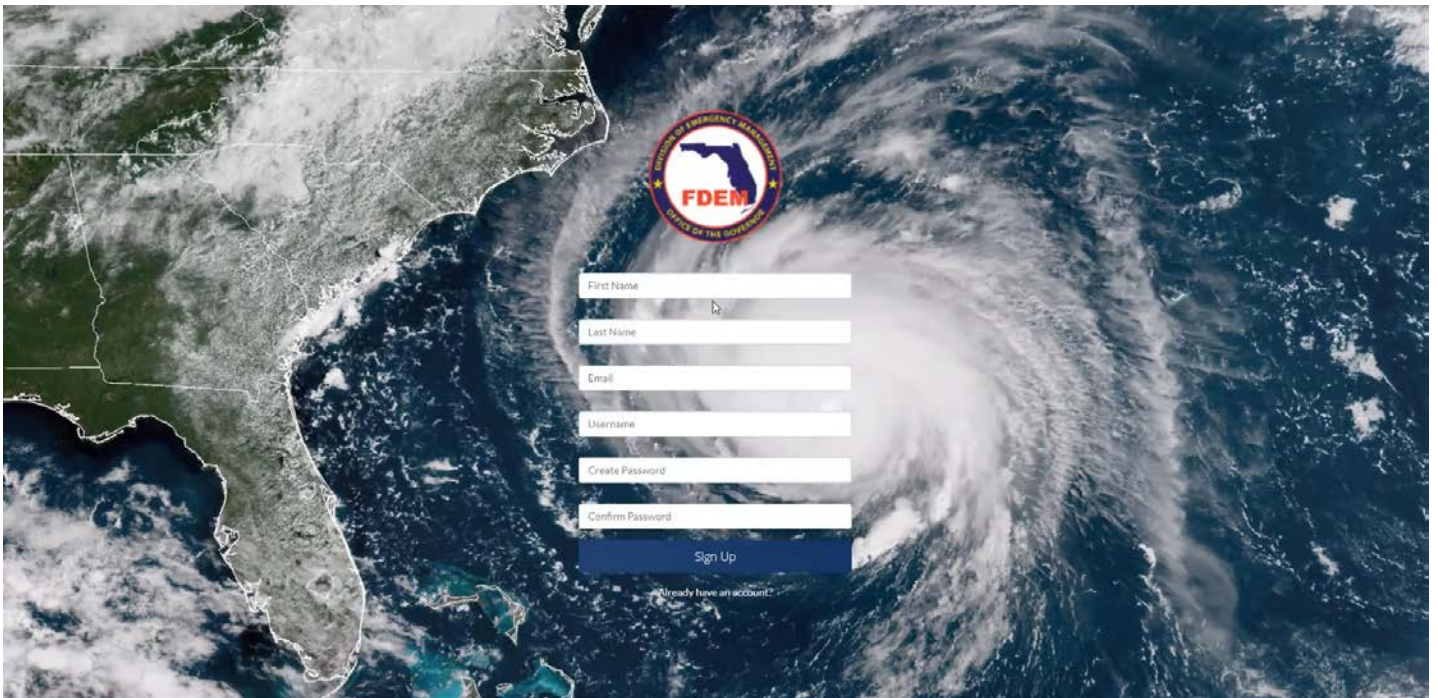 DIVISION OF EMERGENCY MANAGEMENT
FDEM
OFFICE OF THE GOVERNOR
First Name
Last Name
Email
Username
Create Password
Confirm Password
Sign Up
Already have an account?